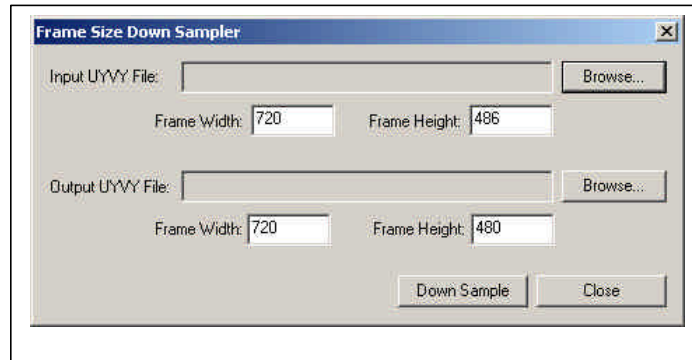 Frame Size Down Sampler
Input UYVY File: Browse...
Frame Width: 720 Frame Height: 486
Output UYVY File: Browse...
Frame Width: 720 Frame Height: 480
Down Sample Close